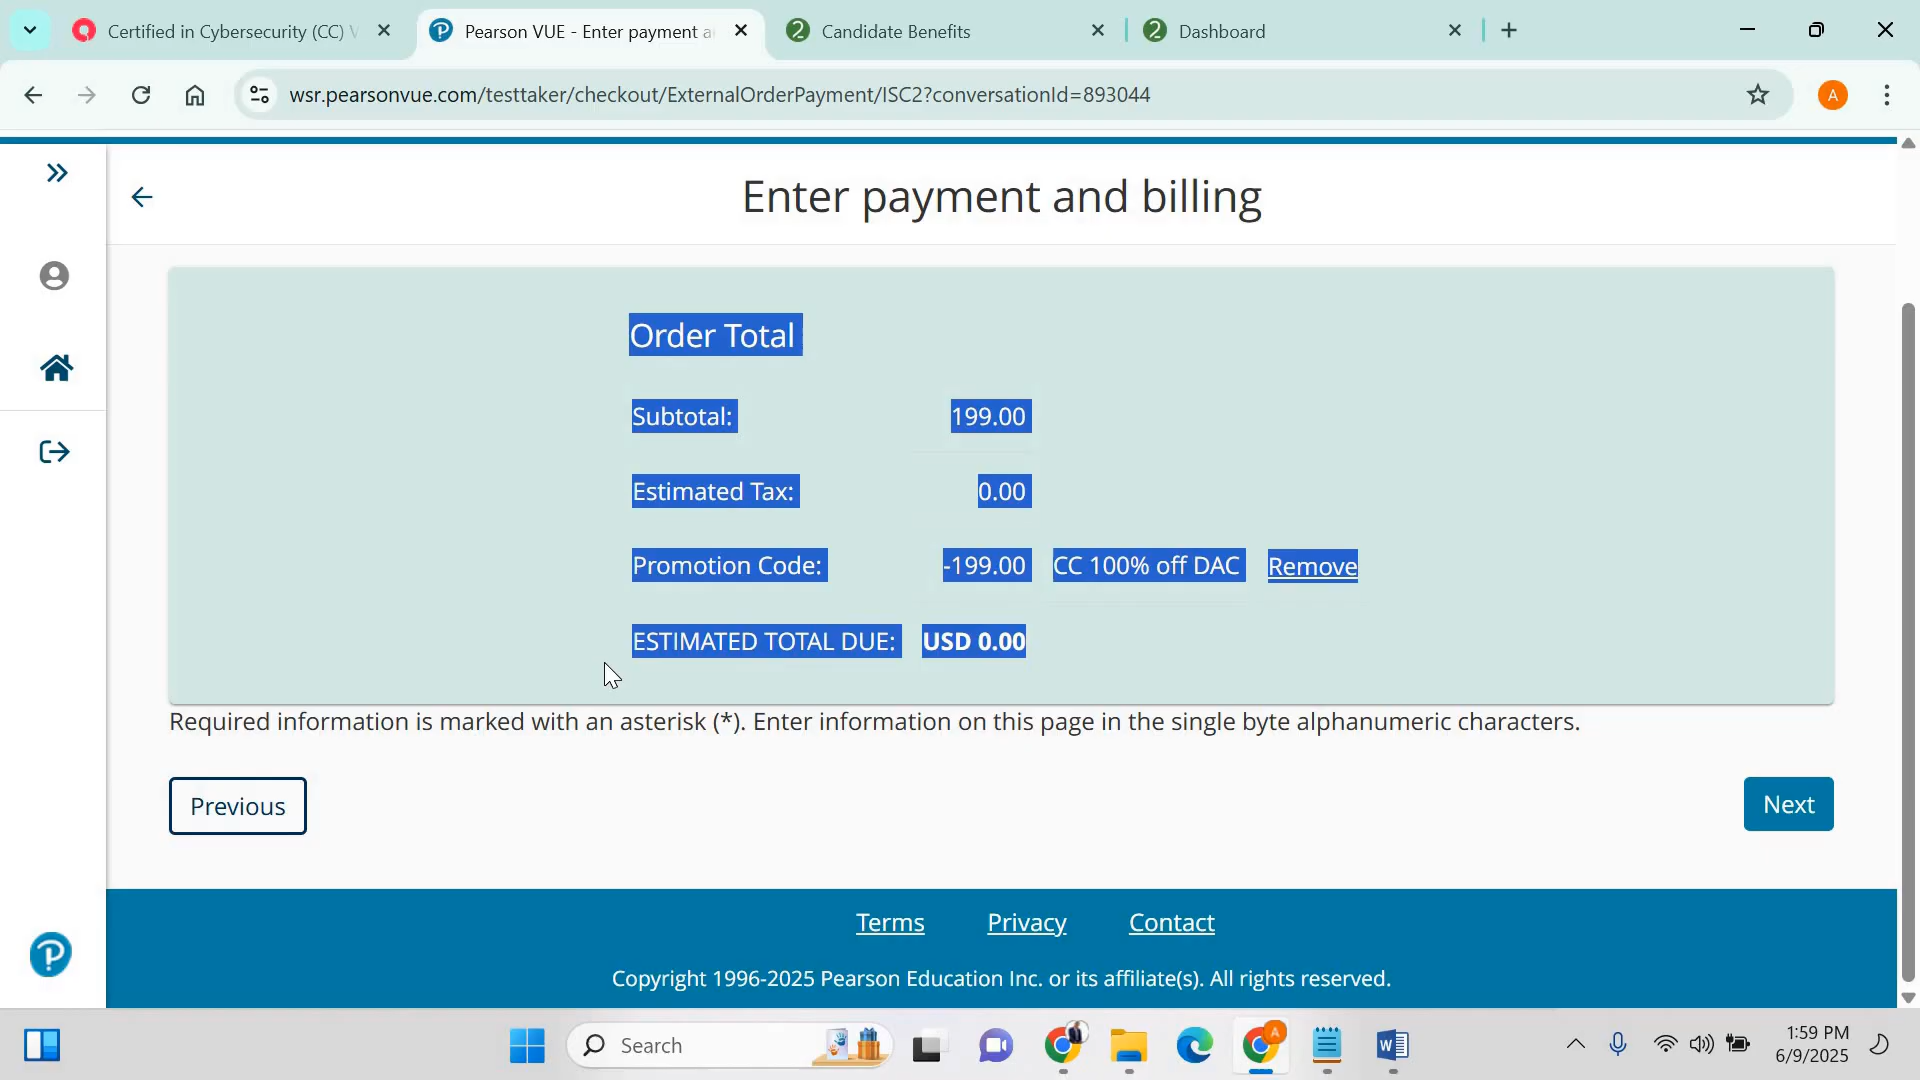 Certified in Cybersecurity (CC) V
Pearson VUE - Enter payment a
Candidate Benefits
Dashboard
wsr.pearsonvue.com/testtaker/checkout/ExternalOrderPayment/ISC2?conversationId=893044
A
Enter payment and billing
Order Total
Subtotal: 199.00
Estimated Tax: 0.00
Promotion Code: -199.00 CC 100% off DAC Remove
ESTIMATED TOTAL DUE: USD 0.00
Required information is marked with an asterisk (*). Enter information on this page in the single byte alphanumeric characters.
Previous
Next
Terms Privacy Contact
Copyright 1996-2025 Pearson Education Inc. or its affiliate(s). All rights reserved.
Search
1:59 PM
6/9/2025